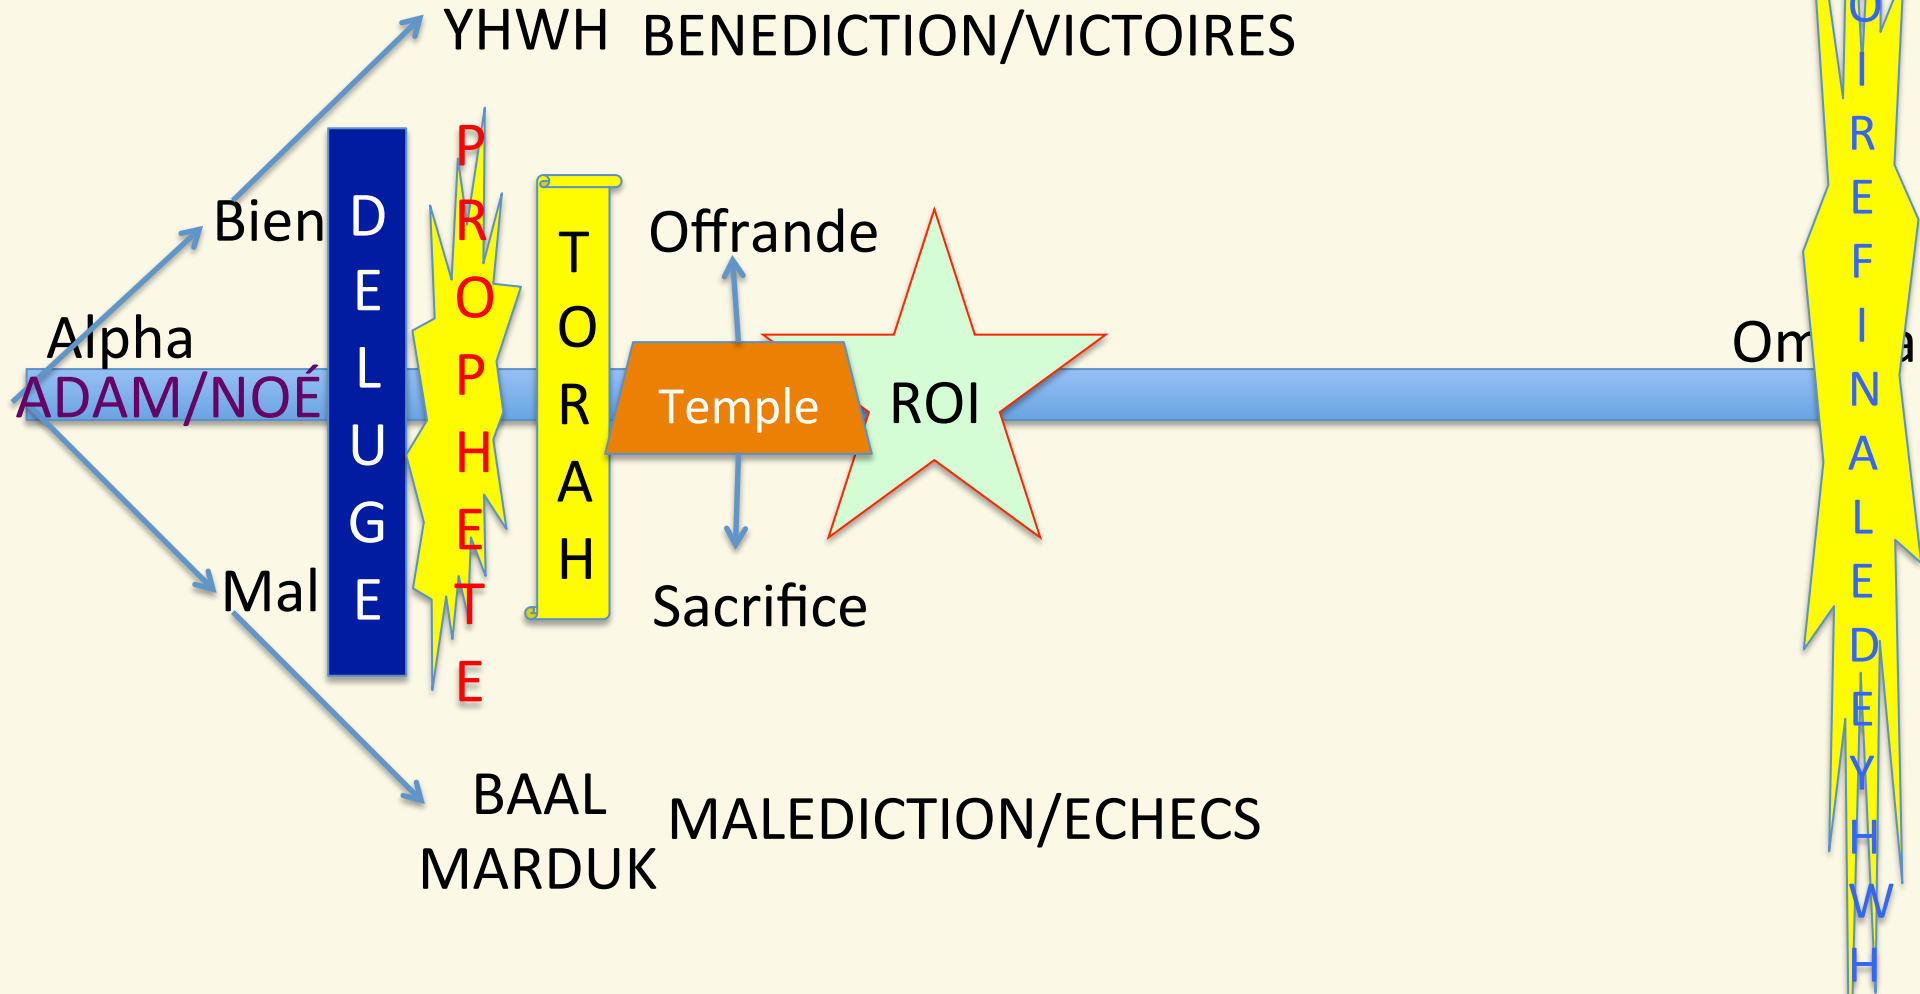 YHWH
BENEDICTION/VICTOIRES
Bien
Alpha
ADAM/NOÉ
Mal
DELUGE
PROPHETE
TORAH
Offrande
Temple
ROI
Sacrifice
BAAL
MARDUK
MALEDICTION/ECHECS
OIRE FINALE DE YHWH